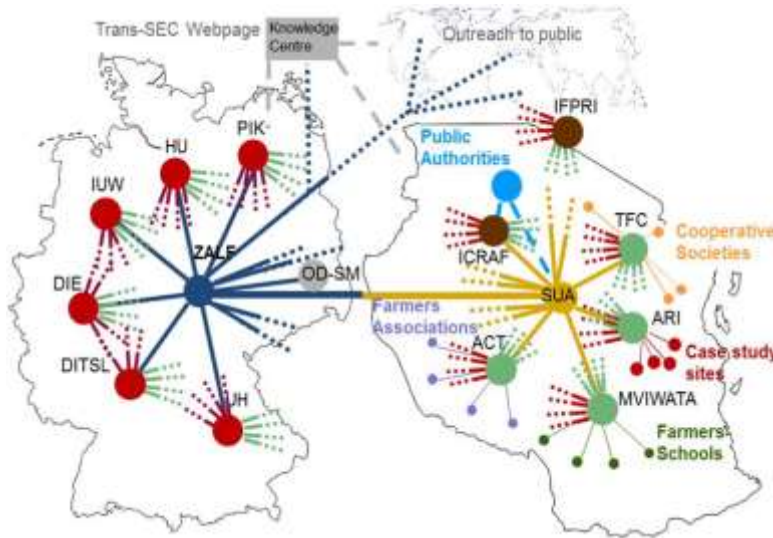 Trans-SEC Webpage
Knowledge
Centre
Outreach to public
IFPRI
PIK
HU
Public
Authorities
IUW
TFC
Cooperative
Societies
ZALF
ICRAF
DIE
OD-SM
SUA
Farmers
Associations
ARI
ACT
Case study
sites
DITSL
MVIWATA
UH
Farmers
Schools